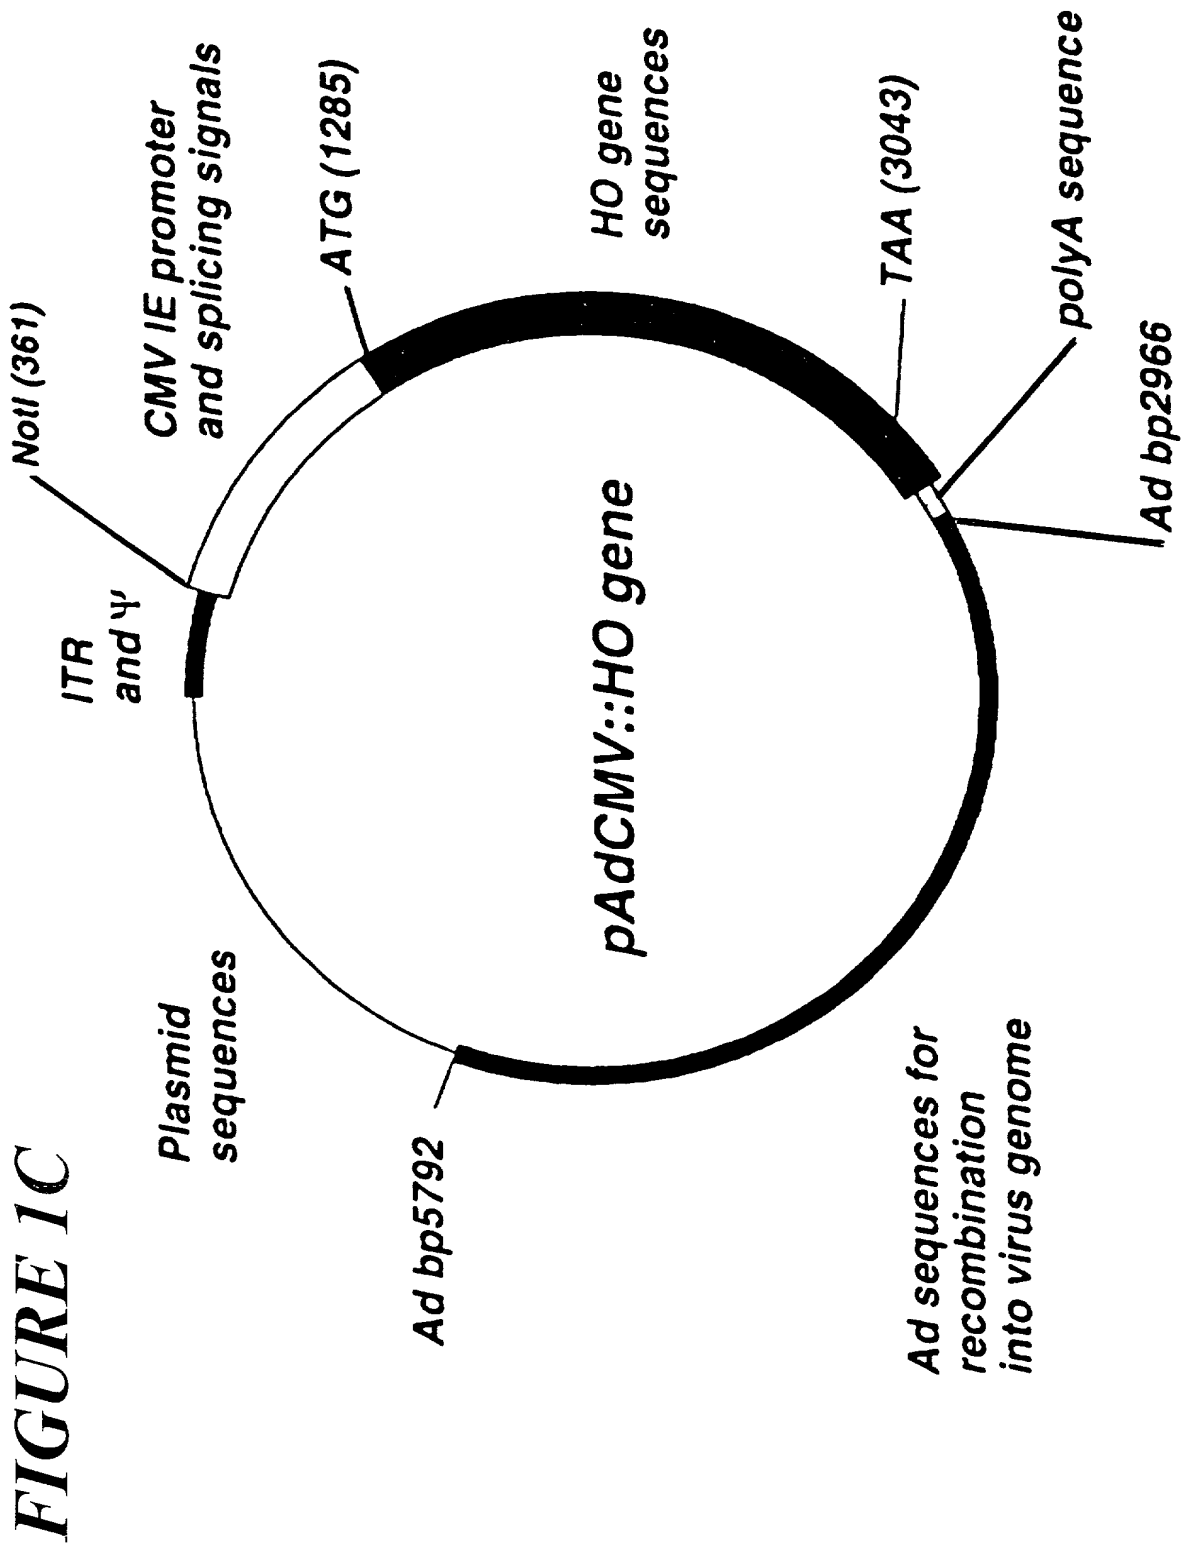 FIGURE 1C
ITR
and Ψ
NotI (361)
CMV IE promoter
and splicing signals
ATG (1285)
HO gene
sequences
TAA (3043)
polyA sequence
Ad bp2966
pAdCMV::HO gene
Plasmid
sequences
Ad bp5792
Ad sequences for
recombination
into virus genome